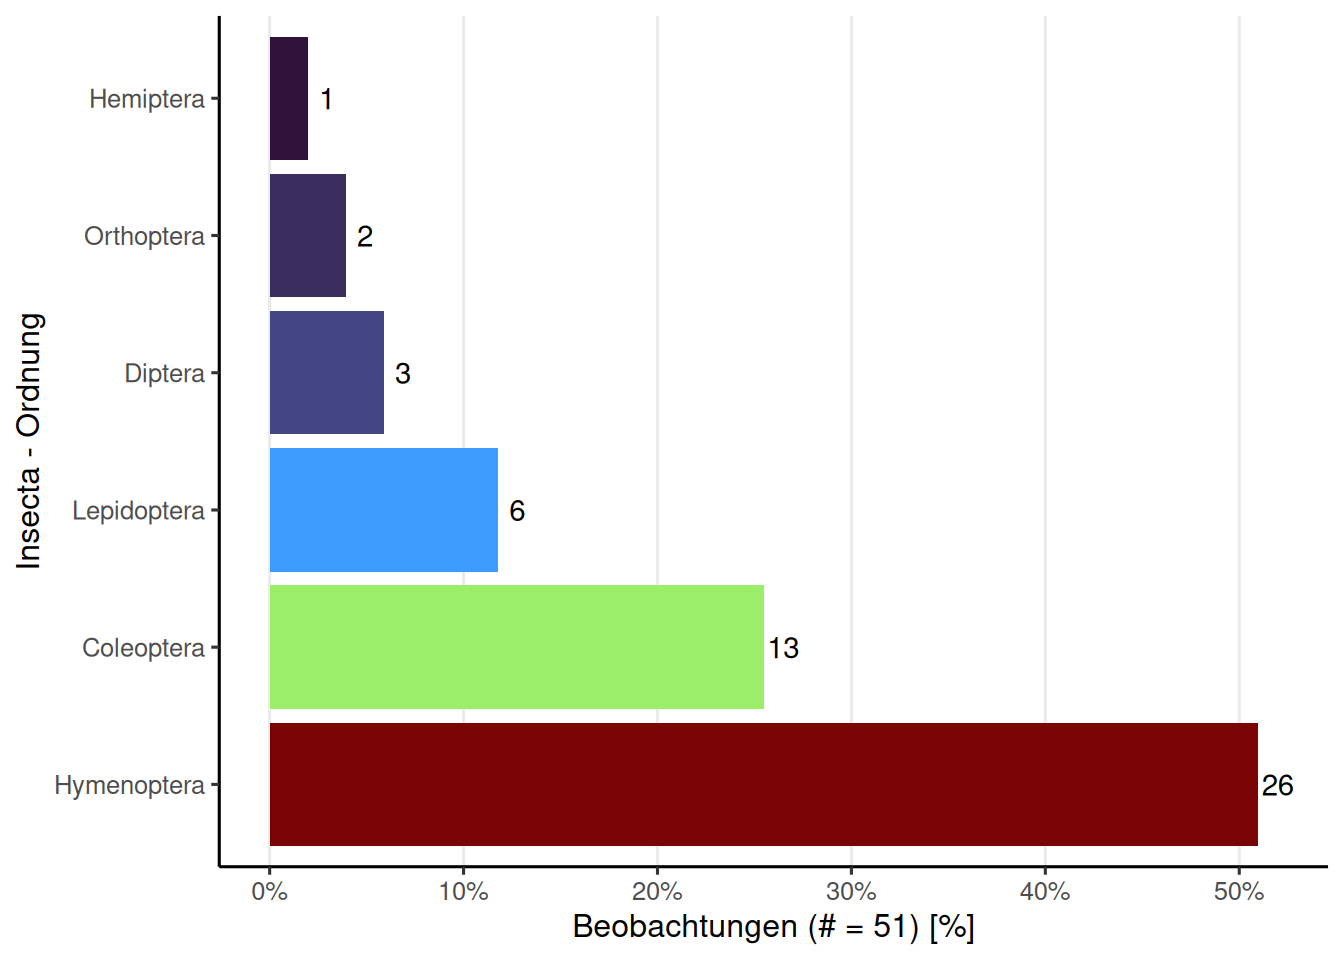 Insecta - Ordnung
Hemiptera
1
Orthoptera
2
Diptera
3
Lepidoptera
6
Coleoptera
13
Hymenoptera
26
0% 10% 20% 30% 40% 50%
Beobachtungen (# = 51) [%]